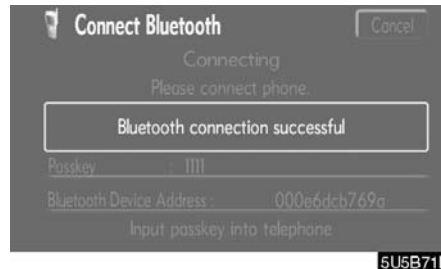 Connect Bluetooth
Cancel
Connecting
Please connect phone.
Bluetooth connection successful
Passkey : 1111
Bluetooth Device Address : 000e6dcb769a
Input passkey into telephone
5U5B71